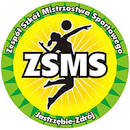 Zespół Szkół Mistrzostwa Sportowego
ZSMS
Jastrzębie-Zdrój